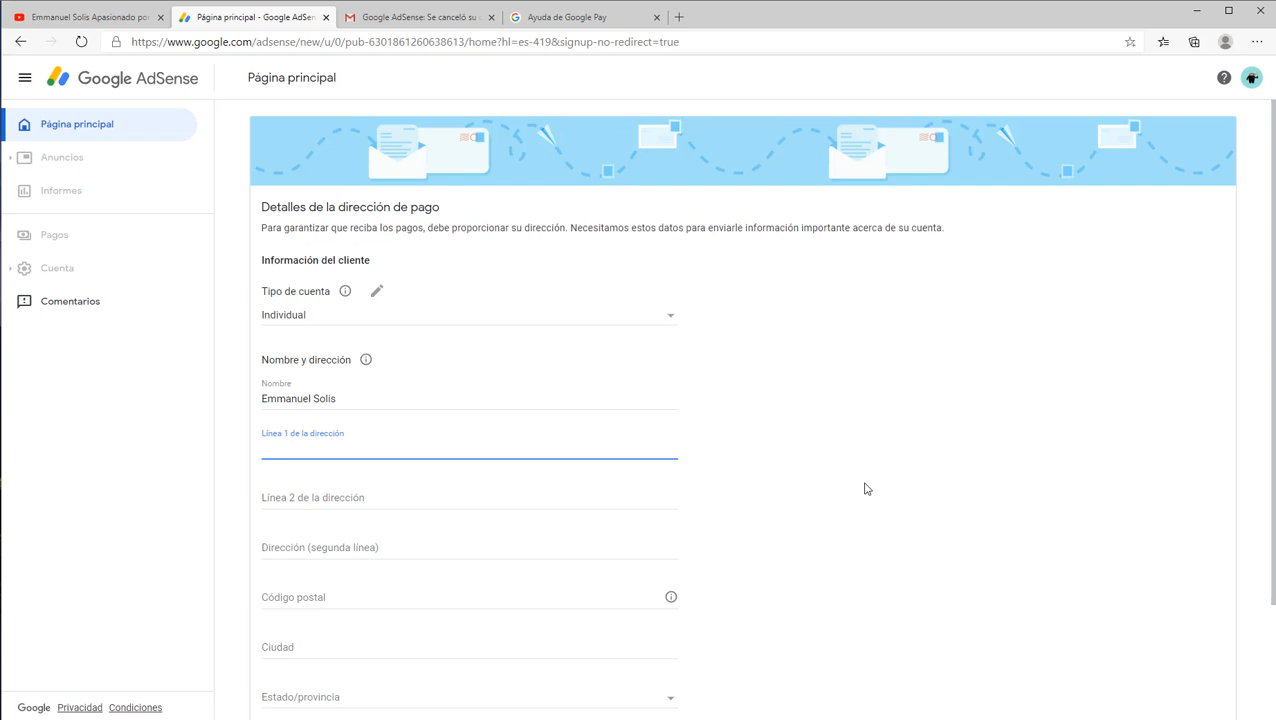 Emmanuel Solis Apasionado por
Página principal - Google AdSen
Google AdSense: Se canceló su c
Ayuda de Google Pay
https://www.google.com/adsense/new/u/0/pub-6301861260638613/home?hl=es-419&signup-no-redirect=true
Google AdSense
Página principal
Página principal
Anuncios
Informes
Pagos
Cuenta
Comentarios
Detalles de la dirección de pago
Para garantizar que reciba los pagos, debe proporcionar su dirección. Necesitamos estos datos para enviarle información importante acerca de su cuenta.
Información del cliente
Tipo de cuenta
Individual
Nombre y dirección
Nombre
Emmanuel Solis
Línea 1 de la dirección
Línea 2 de la dirección
Dirección (segunda línea)
Código postal
Ciudad
Estado/provincia
Google Privacidad Condiciones